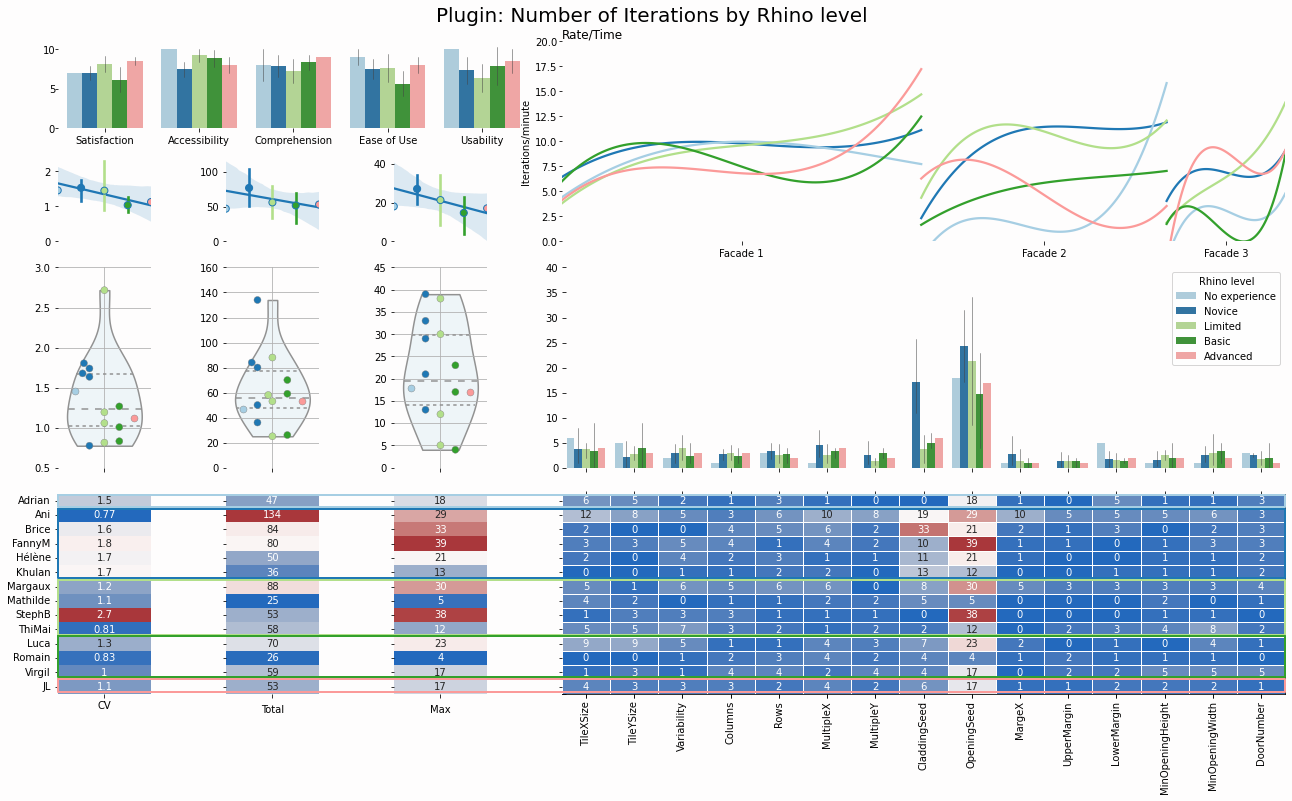 Plugin: Number of Iterations by Rhino level
Rate/Time
10
5
0
Satisfaction Accessibility Comprehension Ease of Use Usability
2
1
0
100
50
0
40
20
0
Iterations/minute
20.0
17.5
15.0
12.5
10.0
7.5
5.0
2.5
0.0
Facade 1 Facade 2 Facade 3
3.0
2.5
2.0
1.5
1.0
0.5
160
140
120
100
80
60
40
20
0
45
40
35
30
25
20
15
10
5
0
40
35
30
25
20
15
10
5
0
Rhino level
No experience
Novice
Limited
Basic
Advanced
Adrian 1.5 47 18 6 5 2 1 3 1 0 0 18 1 0 5 1 1 3
Ani 0.77 134 29 12 8 5 3 6 10 8 19 29 10 5 5 5 6 3
Brice 1.6 84 33 2 0 0 4 5 6 2 33 21 2 1 3 0 2 3
FannyM 1.8 80 39 3 3 5 4 1 4 2 10 39 1 1 0 1 3 3
Hélène 1.7 50 21 2 0 4 2 3 1 1 11 21 1 0 0 1 1 2
Khulan 1.7 36 13 0 0 1 1 2 2 0 13 12 0 0 1 1 1 2
Margaux 1.2 88 30 5 1 6 5 6 6 0 8 30 5 3 3 3 3 4
Mathilde 1.1 25 5 4 2 0 1 1 2 2 5 5 0 0 0 2 0 1
StephB 2.7 53 38 1 3 3 3 1 1 1 0 38 0 0 0 1 1 0
ThiMai 0.81 58 12 5 5 7 3 2 1 2 2 12 0 2 3 4 8 2
Luca 1.3 70 23 9 9 5 1 1 4 3 7 23 2 0 1 0 4 1
Romain 0.83 26 4 0 0 1 2 3 4 2 4 4 1 2 1 1 1 0
Virgil 1 59 17 1 3 1 4 4 2 4 4 17 0 2 2 5 5 5
JL 1.1 53 17 4 3 3 3 2 4 2 6 17 1 1 2 2 2 1
CV Total Max
TileXSize
TileYSize
Variability
Columns
Rows
MultipleX
MultipleY
CladdingSeed
OpeningSeed
MargeX
UpperMargin
LowerMargin
MinOpeningHeight
MinOpeningWidth
DoorNumber